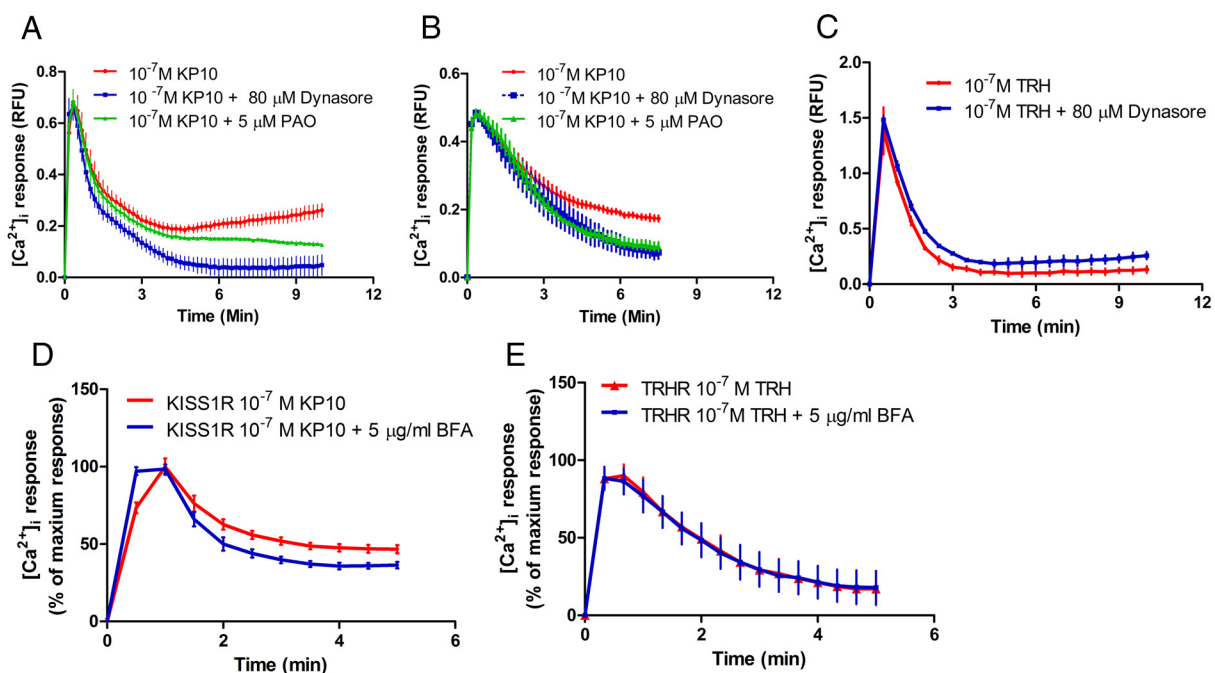 A
[Ca²⁺]ᵢ response (RFU)
0.8
0.6
0.4
0.2
0.0
10⁻⁷M KP10
10⁻⁷M KP10 + 80 μM Dynasore
10⁻⁷M KP10 + 5 μM PAO
0 3 6 9 12
Time (Min)
B
[Ca²⁺]ᵢ response (RFU)
0.6
0.4
0.2
0.0
10⁻⁷M KP10
10⁻⁷M KP10 + 80 μM Dynasore
10⁻⁷M KP10 + 5 μM PAO
0 3 6 9 12
Time (Min)
C
[Ca²⁺]ᵢ response (RFU)
2.0
1.5
1.0
0.5
0.0
10⁻⁷M TRH
10⁻⁷M TRH + 80 μM Dynasore
0 3 6 9 12
Time (min)
D
[Ca²⁺]ᵢ response
(% of maxium response)
150
100
50
0
KISS1R 10⁻⁷ M KP10
KISS1R 10⁻⁷ M KP10 + 5 μg/ml BFA
0 2 4 6
Time (min)
E
[Ca²⁺]ᵢ response
(% of maxium response)
150
100
50
0
TRHR 10⁻⁷ M TRH
TRHR 10⁻⁷M TRH + 5 μg/ml BFA
0 2 4 6
Time (min)